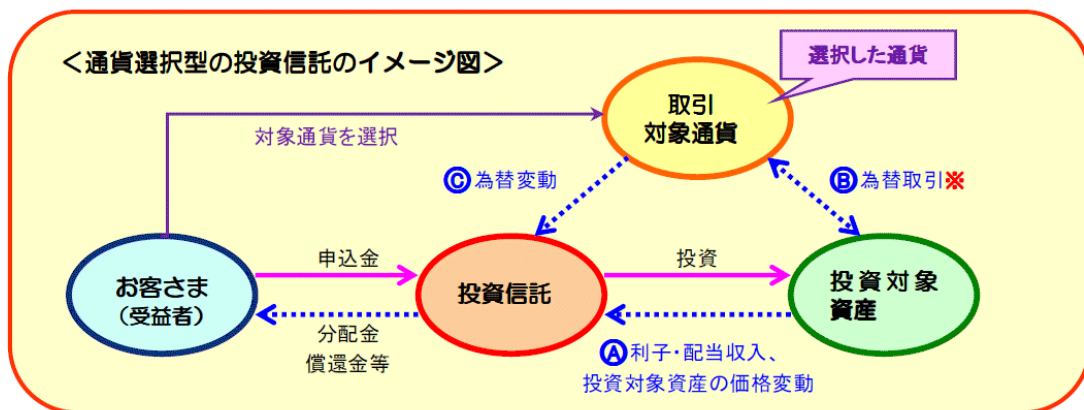 ＜通貨選択型の投資信託のイメージ図＞
選択した通貨
取引
対象通貨
対象通貨を選択
Ⓒ為替変動
Ⓑ為替取引※
お客さま
（受益者）
申込金
分配金
償還金等
投資信託
投資
Ⓐ利子・配当収入、
投資対象資産の価格変動
投資対象
資産